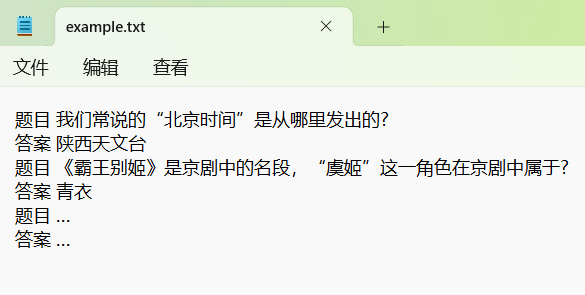 example.txt
文件 编辑 查看
题目 我们常说的“北京时间”是从哪里发出的?
答案 陕西天文台
题目 《霸王别姬》是京剧中的名段，“虞姬”这一角色在京剧中属于?
答案 青衣
题目 ...
答案 ...